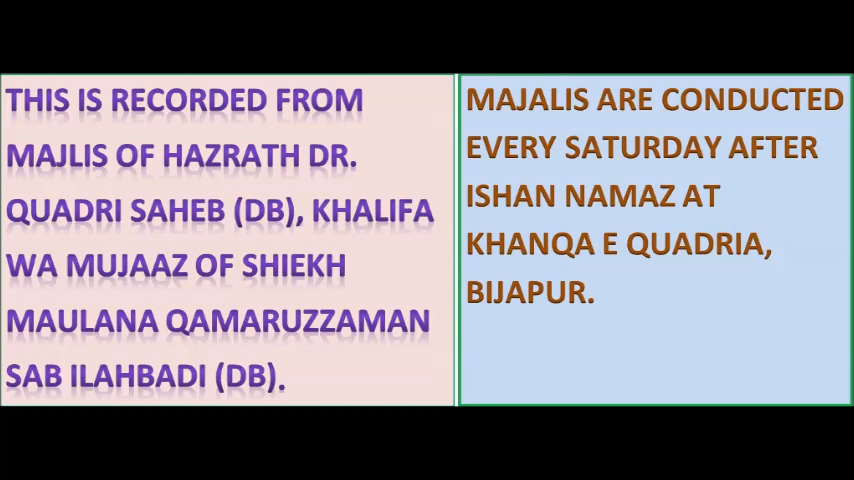 THIS IS RECORDED FROM
MAJLIS OF HAZRATH DR.
QUADRI SAHEB (DB), KHALIFA
WA MUJAAZ OF SHIEKH
MAULANA QAMARUZZAMAN
SAB ILAHBADI (DB).
MAJALIS ARE CONDUCTED
EVERY SATURDAY AFTER
ISHAN NAMAZ AT
KHANQA E QUADRIA,
BIJAPUR.